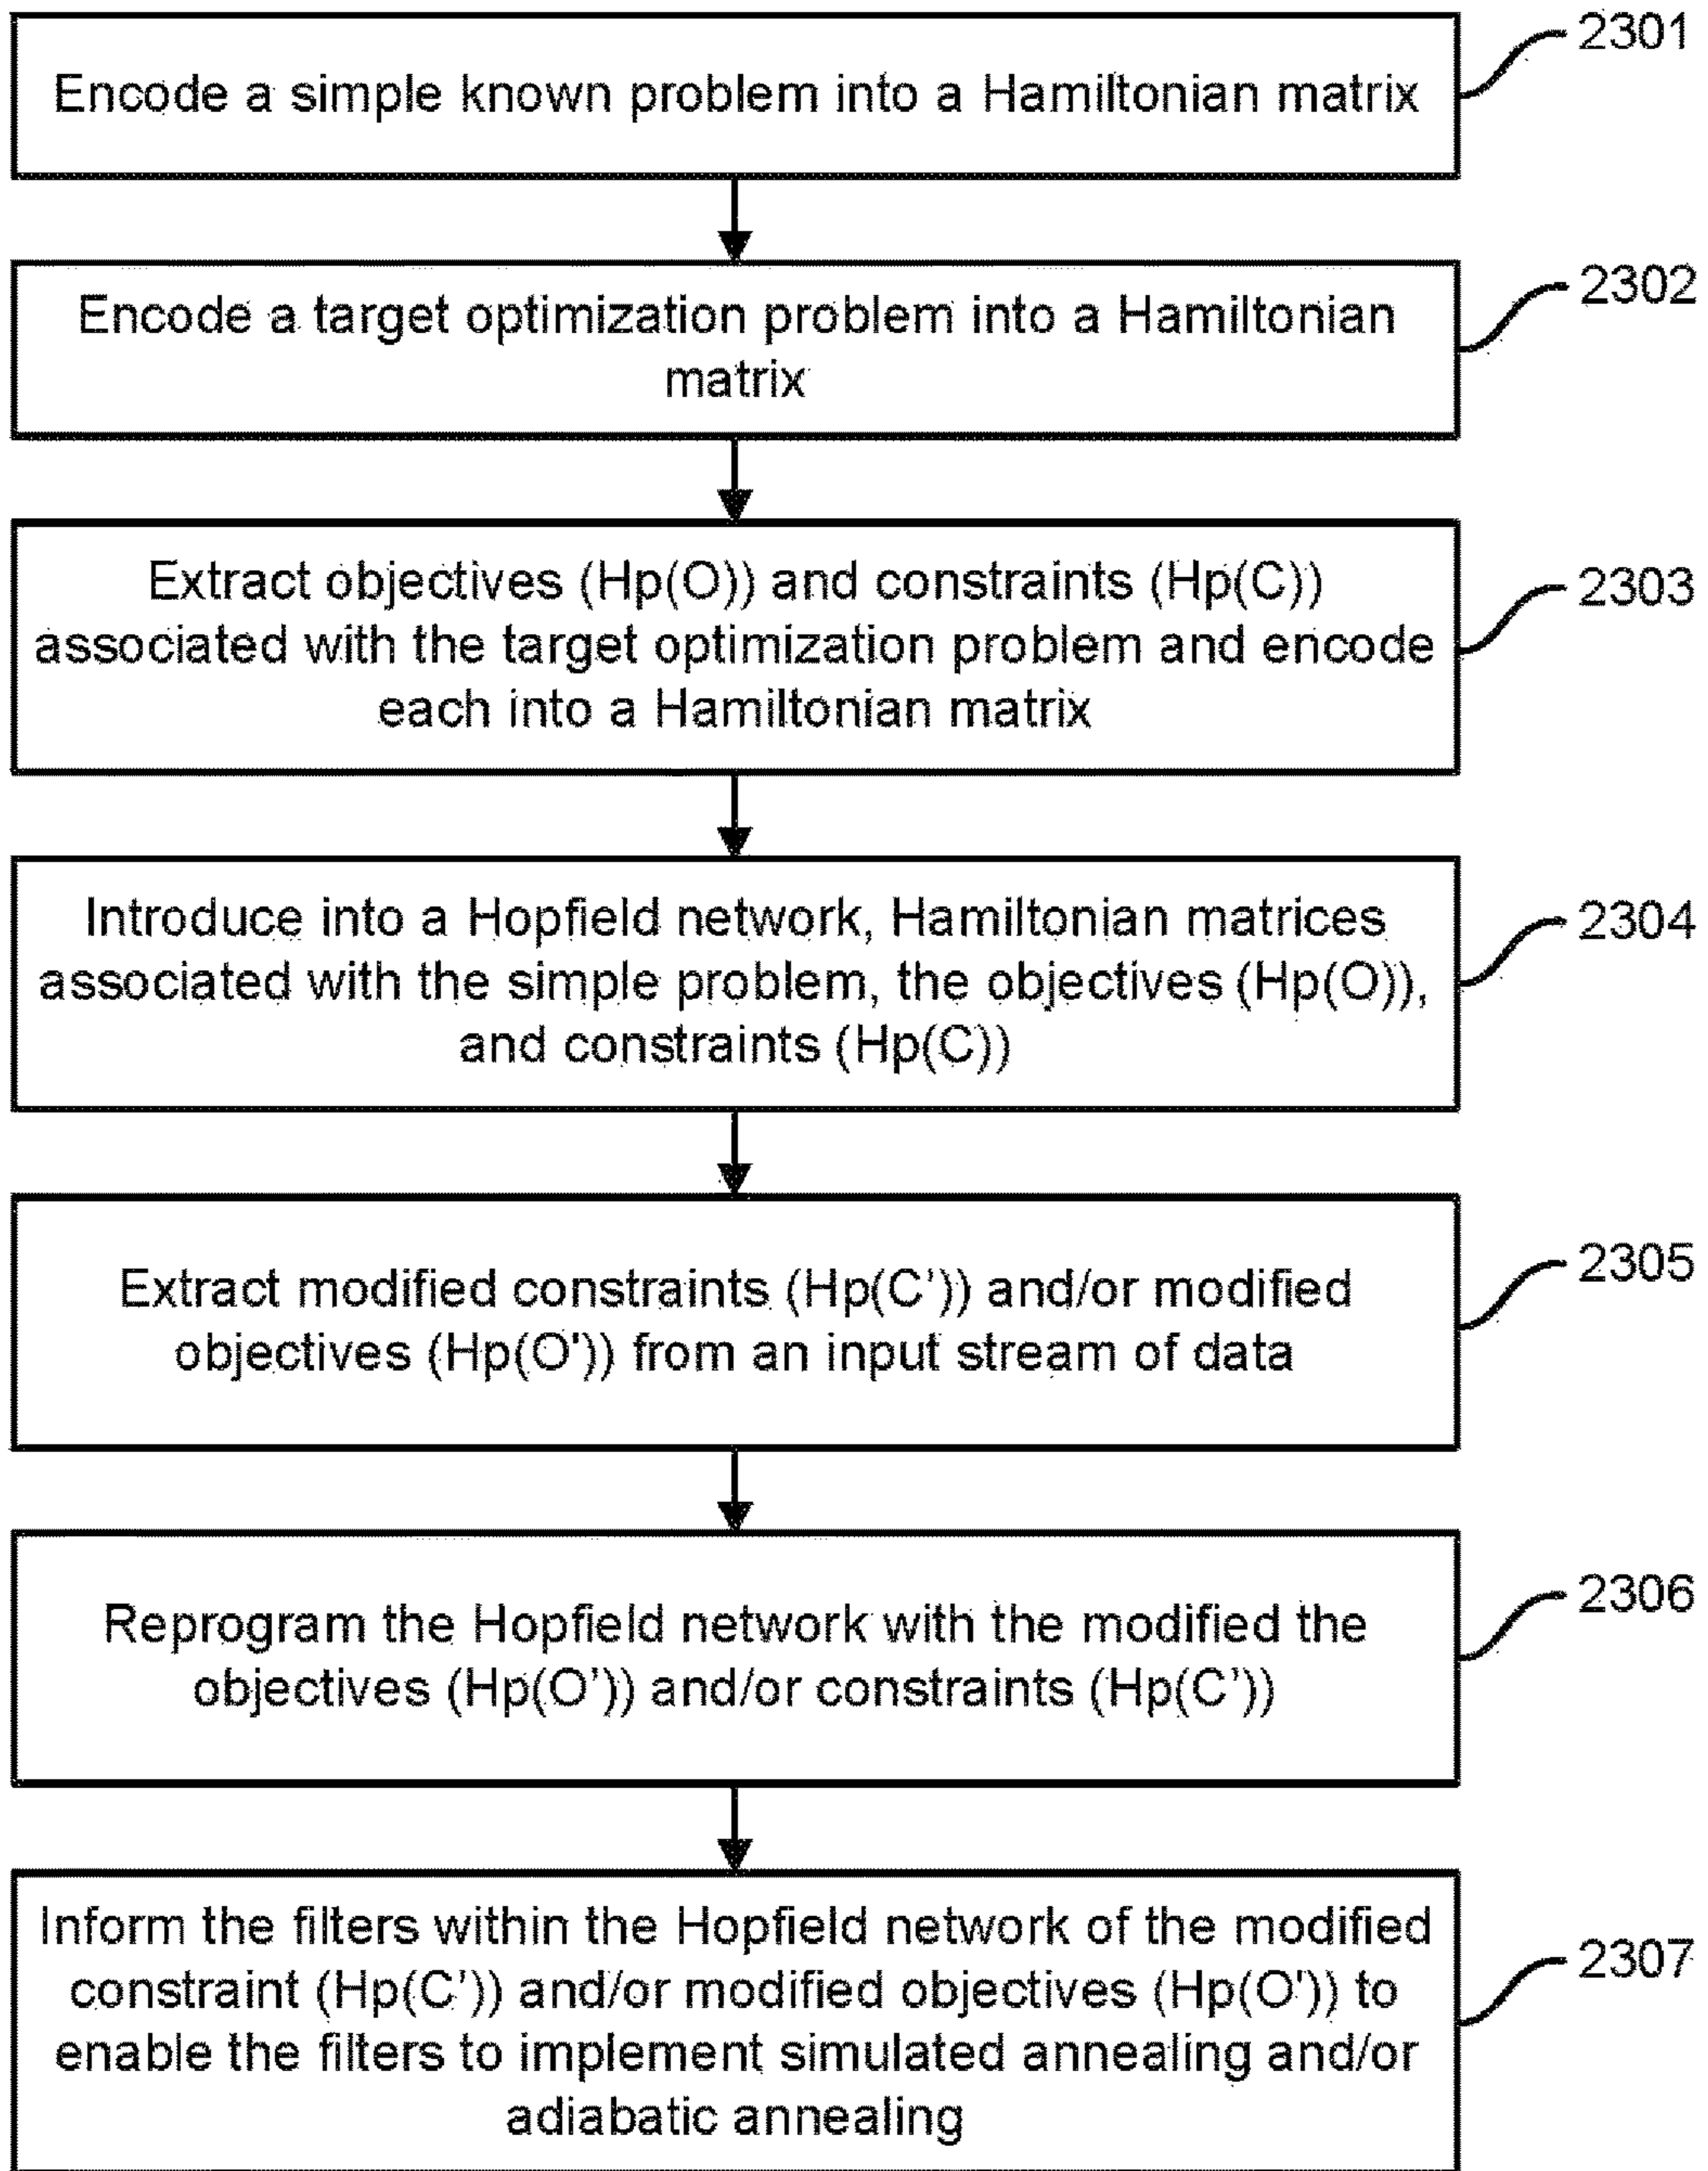 2301
Encode a simple known problem into a Hamiltonian matrix
2302
Encode a target optimization problem into a Hamiltonian
matrix
2303
Extract objectives (Hp(O)) and constraints (Hp(C))
associated with the target optimization problem and encode
each into a Hamiltonian matrix
2304
Introduce into a Hopfield network, Hamiltonian matrices
associated with the simple problem, the objectives (Hp(O)),
and constraints (Hp(C))
2305
Extract modified constraints (Hp(C’)) and/or modified
objectives (Hp(O')) from an input stream of data
2306
Reprogram the Hopfield network with the modified the
objectives (Hp(O’)) and/or constraints (Hp(C’))
2307
Inform the filters within the Hopfield network of the modified
constraint (Hp(C’)) and/or modified objectives (Hp(O')) to
enable the filters to implement simulated annealing and/or
adiabatic annealing